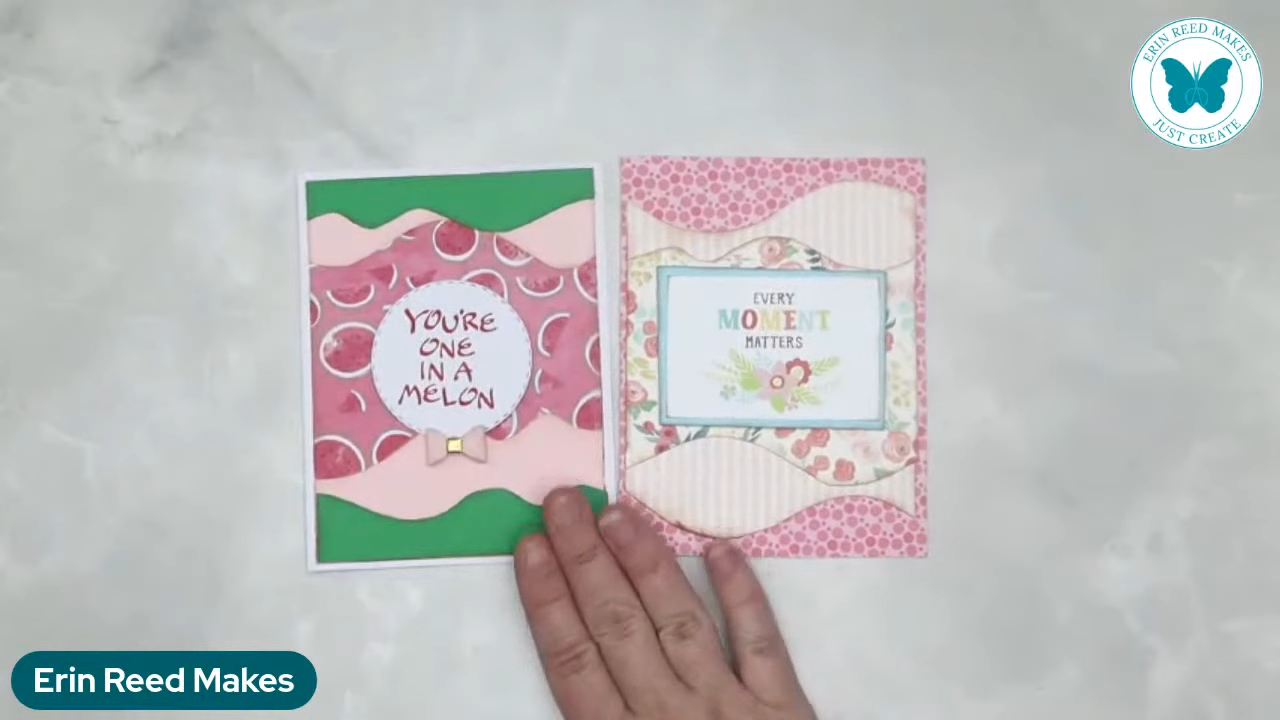 ERIN REED MAKES
JUST CREATE
YOU'RE
ONE
IN A
MELON
EVERY
MOMENT
MATTERS
Erin Reed Makes